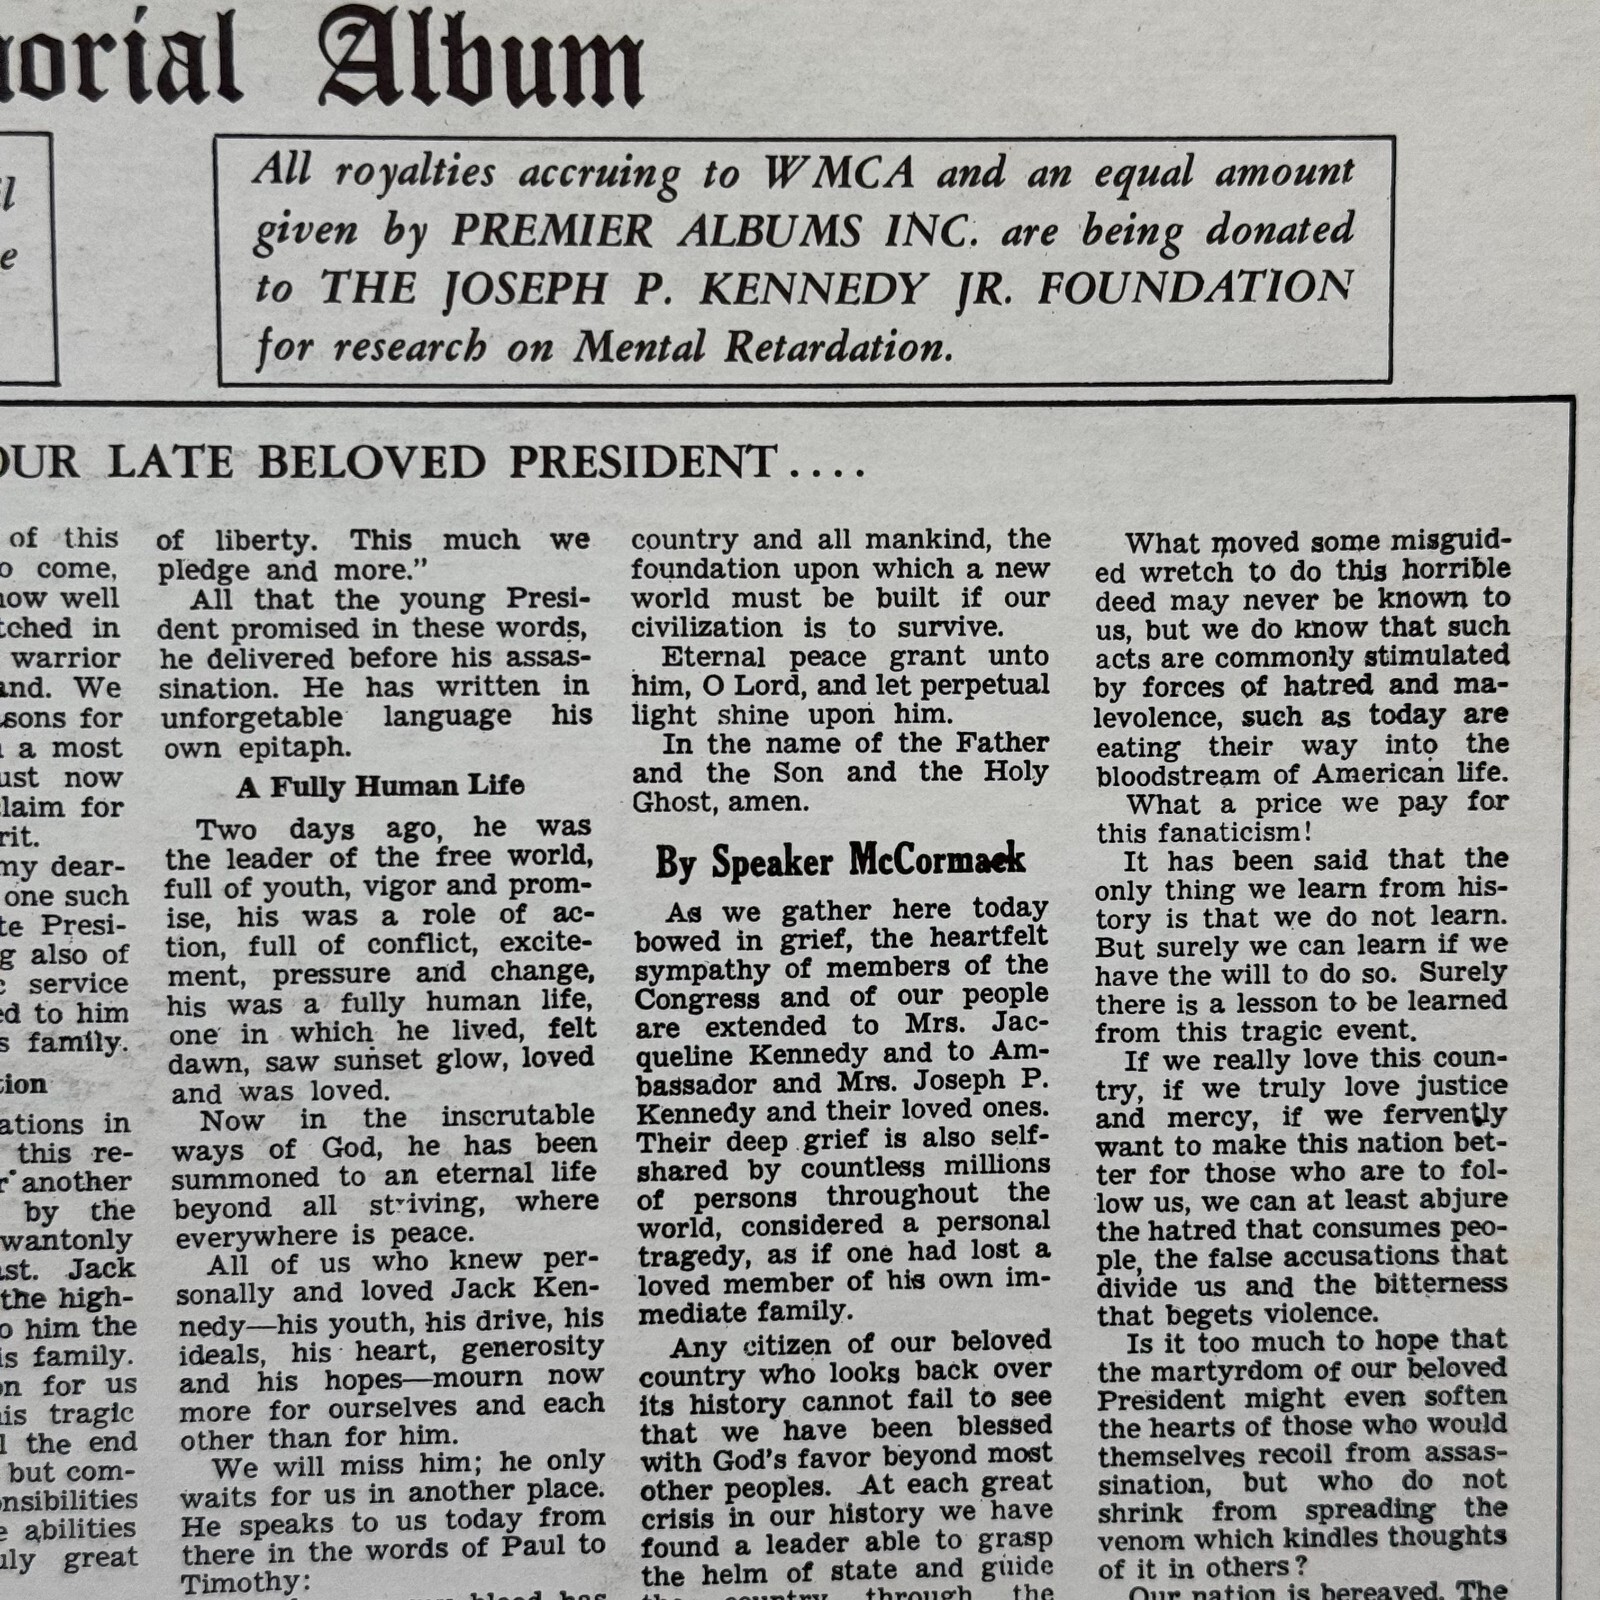 orial Album
All royalties accruing to WMCA and an equal amount
given by PREMIER ALBUMS INC. are being donated
to THE JOSEPH P. KENNEDY JR. FOUNDATION
for research on Mental Retardation.
OUR LATE BELOVED PRESIDENT....
of this
come,
now well
in
warrior
and. We
sons for
a most
ust now
laim for
rit.
my dear-
one such
te Presi-
g also of
service
ed to him
s family.
tion
ations in
this re-
another
by the
wantonly
ast. Jack
the high-
o him the
is family.
on for us
is tragic
the end
but com-
onsibilities
abilities
uly great
of liberty. This much we
pledge and more."
All that the young Presi-
dent promised in these words,
he delivered before his assas-
sination. He has written in
unforgetable language his
own epitaph.
A Fully Human Life
Two days ago, he was
the leader of the free world,
full of youth, vigor and prom-
ise, his was a role of ac-
tion, full of conflict, excite-
ment, pressure and change,
his was a fully human life,
one in which he lived, felt
dawn, saw sunset glow, loved
and was loved.
Now in the inscrutable
ways of God, he has been
summoned to an eternal life
beyond all striving, where
everywhere is peace.
All of us who knew per-
sonally and loved Jack Ken-
nedy—his youth, his drive, his
ideals, his heart, generosity
and his hopes—mourn now
more for ourselves and each
other than for him.
We will miss him; he only
waits for us in another place.
He speaks to us today from
there in the words of Paul to
Timothy:
blood has
country and all mankind, the
foundation upon which a new
world must be built if our
civilization is to survive.
Eternal peace grant unto
him, O Lord, and let perpetual
light shine upon him.
In the name of the Father
and the Son and the Holy
Ghost, amen.
By Speaker McCormack
As we gather here today
bowed in grief, the heartfelt
sympathy of members of the
Congress and of our people
are extended to Mrs. Jac-
queline Kennedy and to Am-
bassador and Mrs. Joseph P.
Kennedy and their loved ones.
Their deep grief is also self-
shared by countless millions
of persons throughout the
world, considered a personal
tragedy, as if one had lost a
loved member of his own im-
mediate family.
Any citizen of our beloved
country who looks back over
its history cannot fail to see
that we have been blessed
with God's favor beyond most
other peoples. At each great
crisis in our history we have
found a leader able to grasp
the helm of state and guide
the country through the
What moved some misguid-
ed wretch to do this horrible
deed may never be known to
us, but we do know that such
acts are commonly stimulated
by forces of hatred and ma-
levolence, such as today are
eating their way into the
bloodstream of American life.
What a price we pay for
this fanaticism!
It has been said that the
only thing we learn from his-
tory is that we do not learn.
But surely we can learn if we
have the will to do so. Surely
there is a lesson to be learned
from this tragic event.
If we really love this coun-
try, if we truly love justice
and mercy, if we fervently
want to make this nation bet-
ter for those who are to fol-
low us, we can at least abjure
the hatred that consumes peo-
ple, the false accusations that
divide us and the bitterness
that begets violence.
Is it too much to hope that
the martyrdom of our beloved
President might even soften
the hearts of those who would
themselves recoil from assas-
sination, but who do not
shrink from spreading the
venom which kindles thoughts
of it in others?
Our nation is bereaved. The